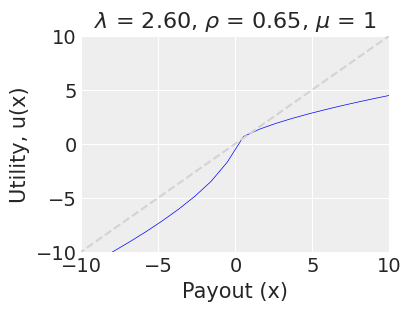 λ = 2.60, ρ = 0.65, μ = 1
10
5
0
−5
−10
−10 −5 0 5 10
Utility, u(x)
Payout (x)